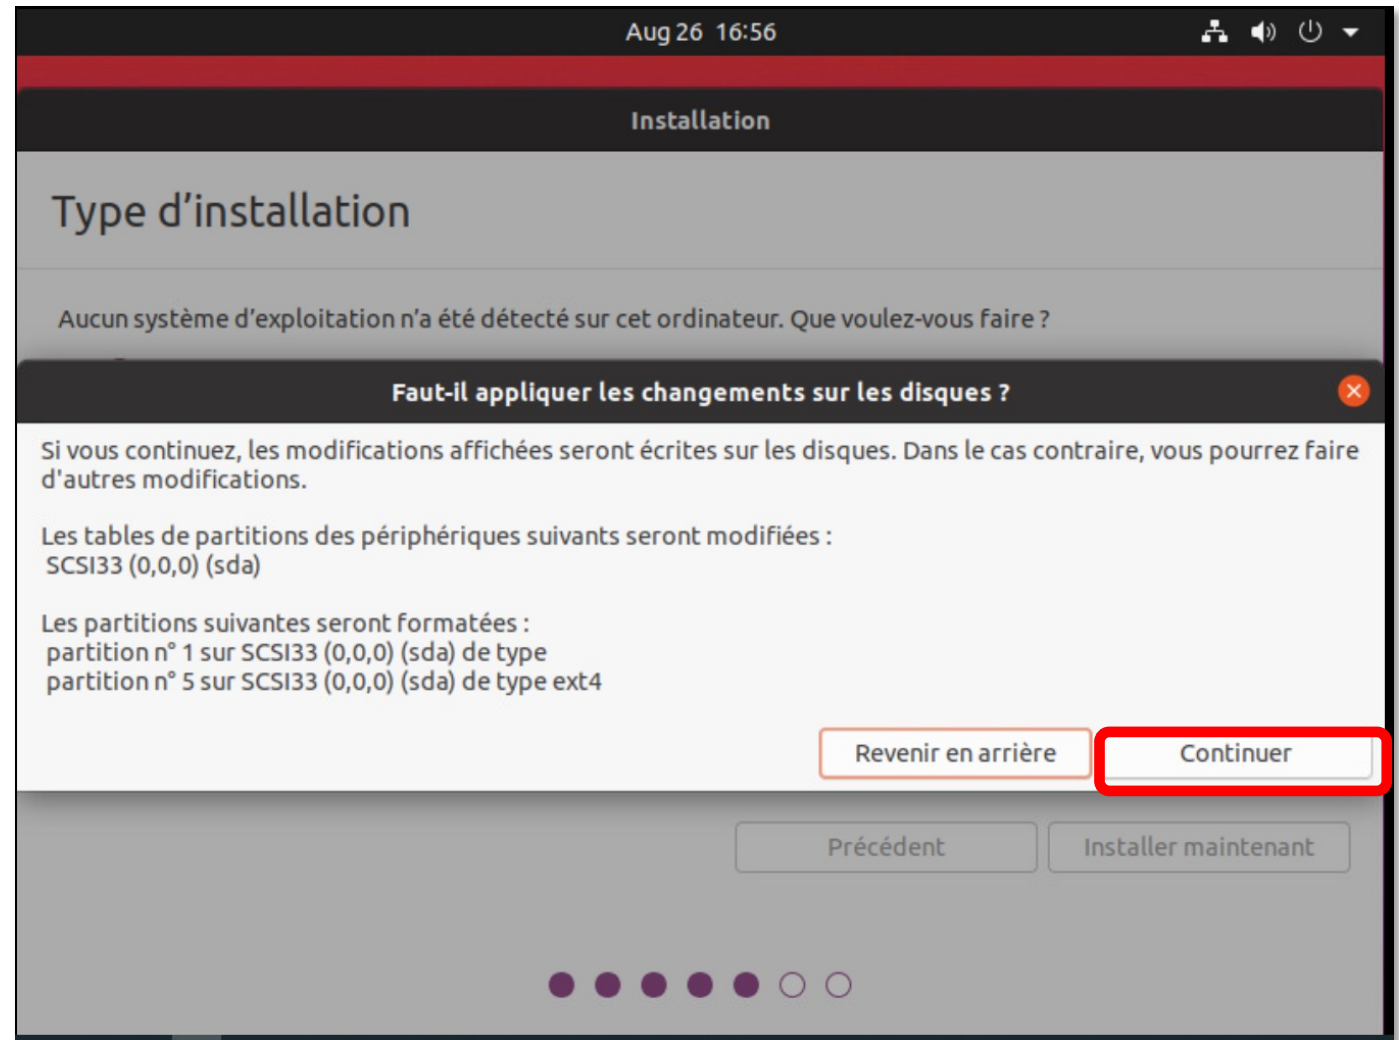 Aug 26 16:56
Installation
Type d’installation
Aucun système d’exploitation n’a été détecté sur cet ordinateur. Que voulez-vous faire ?
Faut-il appliquer les changements sur les disques ?
Si vous continuez, les modifications affichées seront écrites sur les disques. Dans le cas contraire, vous pourrez faire
d'autres modifications.
Les tables de partitions des périphériques suivants seront modifiées :
SCSI33 (0,0,0) (sda)
Les partitions suivantes seront formatées :
partition n° 1 sur SCSI33 (0,0,0) (sda) de type
partition n° 5 sur SCSI33 (0,0,0) (sda) de type ext4
Revenir en arrière
Continuer
Précédent
Installer maintenant